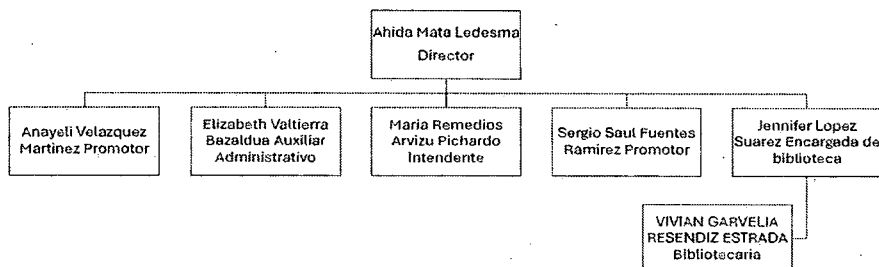 Ahida Mata Ledesma
Director
Anayeli Velazquez
Martinez Promotor
Elizabeth Valtierra
Bazaldua Auxiliar
Administrativo
Maria Remedios
Arvizu Pichardo
Intendente
Sergio Saul Fuentes
Ramirez Promotor
Jennifer Lopez
Suarez Encargada de
biblioteca
VIVIAN GARVELIA
RESENDIZ ESTRADA
Bibliotecaria